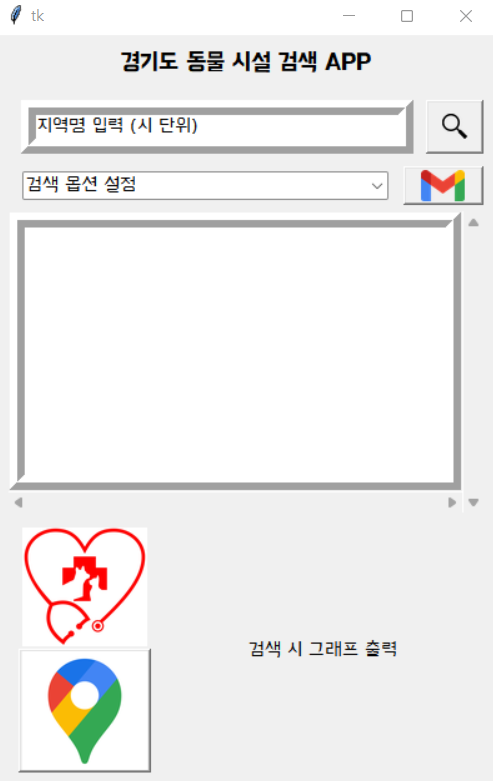 tk
경기도 동물 시설 검색 APP
지역명 입력 (시 단위)
검색 옵션 설정
검색 시 그래프 출력